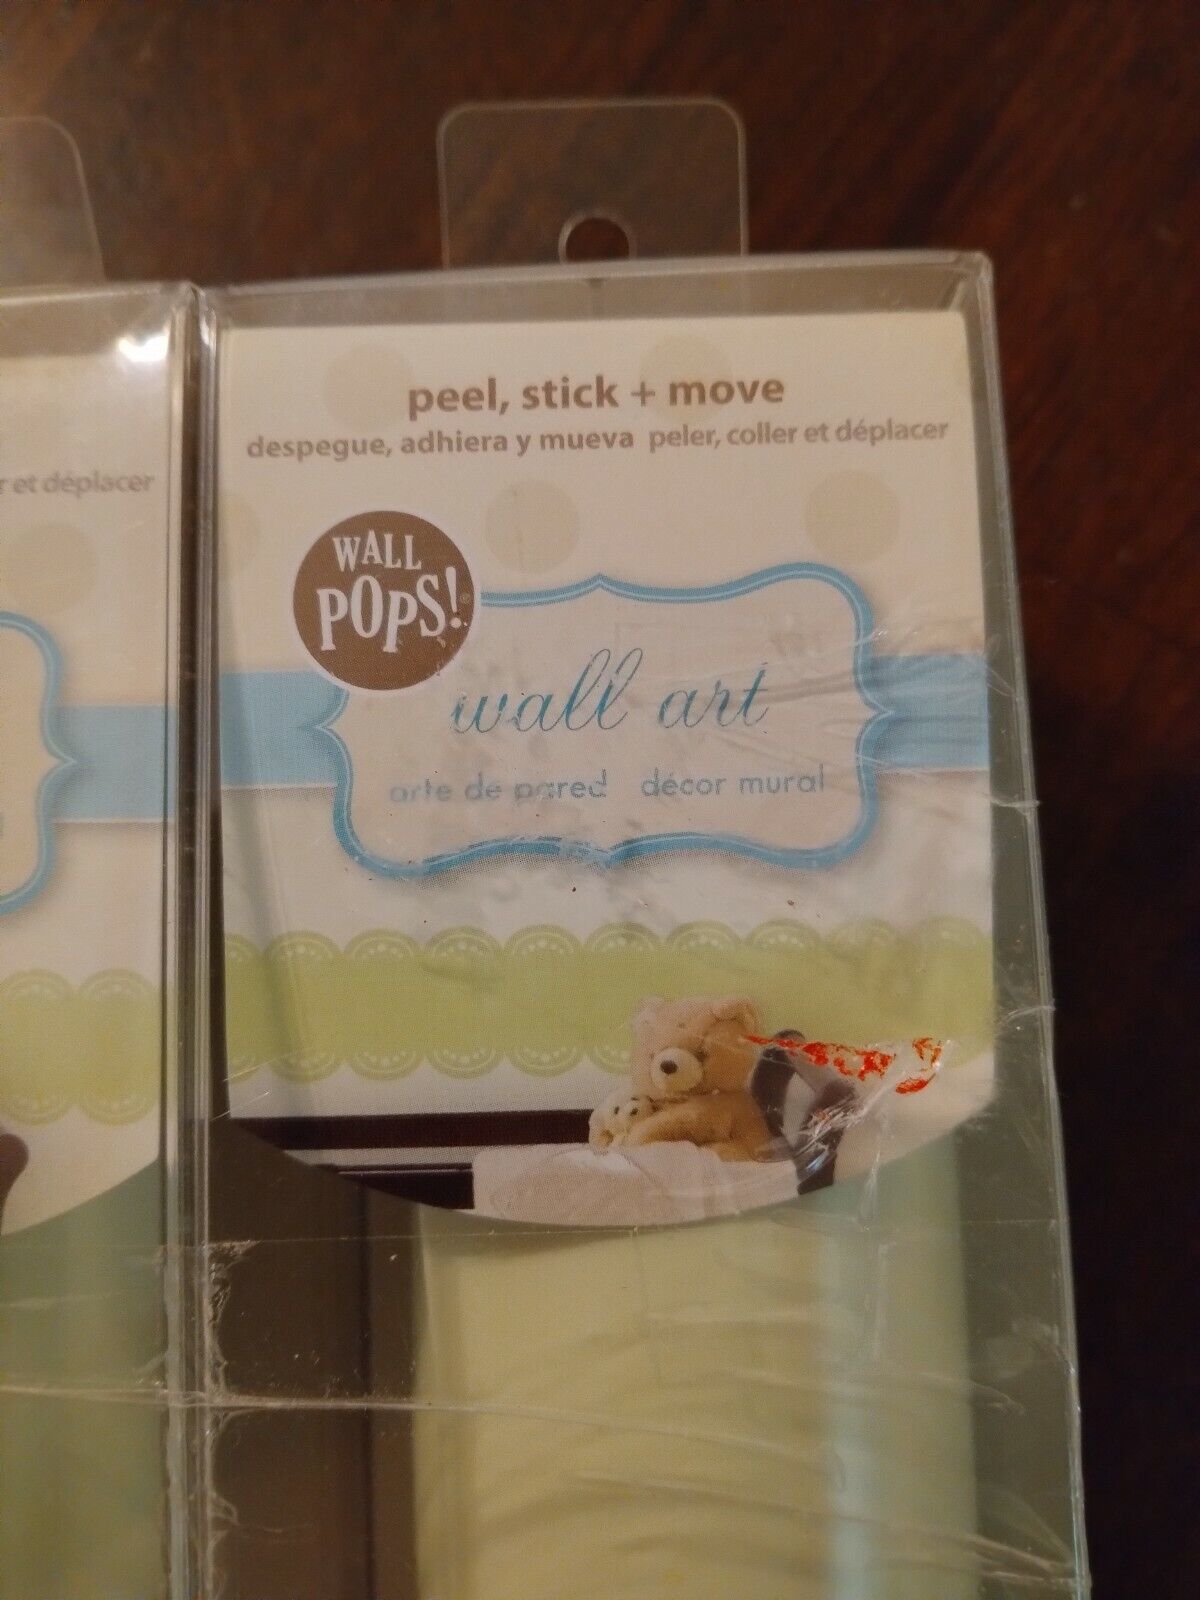 peel, stick + move
despegue, adhiera y mueva peler, coller et déplacer
r et déplacer
WALL
POPS!®
wall art
arte de pared décor mural